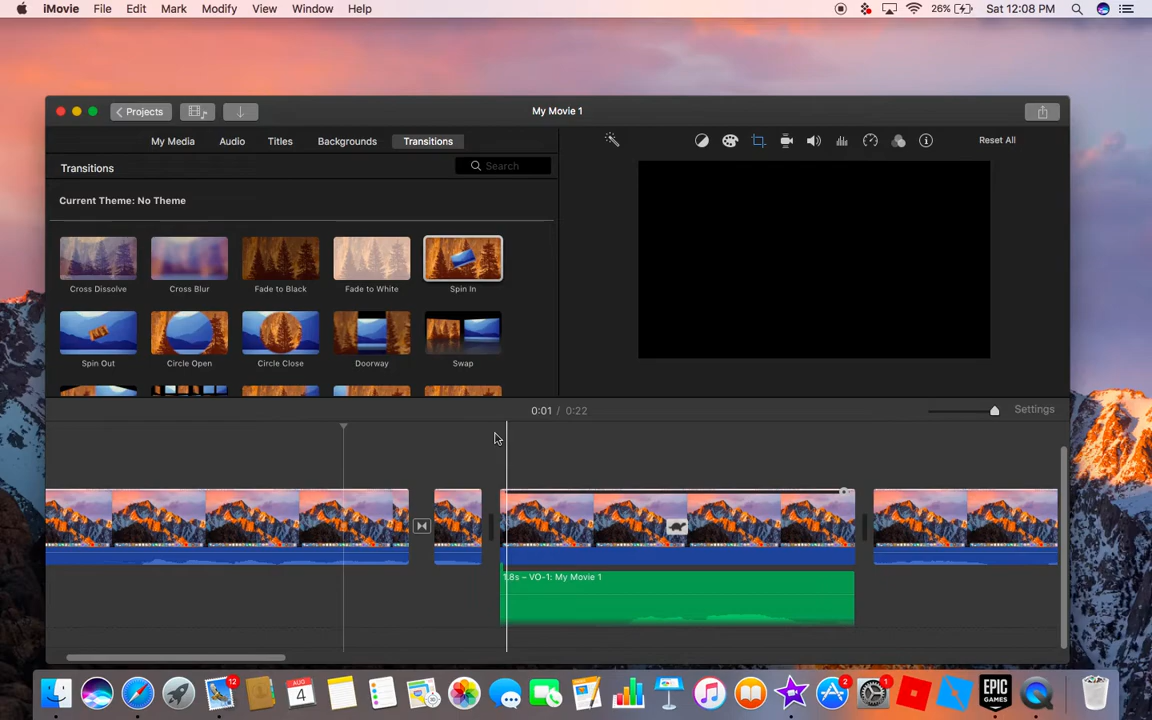 iMovie File Edit Mark Modify View Window Help
26% Sat 12:08 PM
Projects
My Movie 1
My Media Audio Titles Backgrounds Transitions
Reset All
Transitions
Search
Current Theme: No Theme
Cross Dissolve Cross Blur Fade to Black Fade to White Spin In
Spin Out Circle Open Circle Close Doorway Swap
0:01 / 0:22
Settings
1.8s – VO-1: My Movie 1
12
AUG
4
2
1
EPIC
GAMES